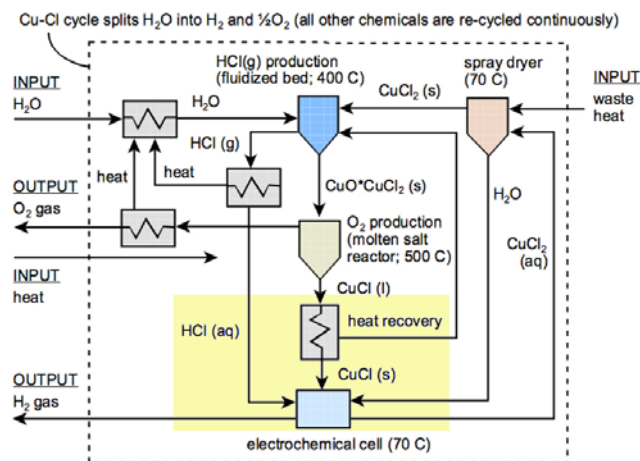 Cu-Cl cycle splits H₂O into H₂ and ½O₂ (all other chemicals are re-cycled continuously)
INPUT
H₂O
H₂O
HCl(g) production
(fluidized bed; 400 C)
CuCl₂ (s)
spray dryer
(70 C)
INPUT
waste
heat
HCl (g)
heat
heat
CuO*CuCl₂ (s)
H₂O
OUTPUT
O₂ gas
O₂ production
(molten salt
reactor; 500 C)
CuCl₂
(aq)
INPUT
heat
CuCl (l)
HCl (aq)
heat recovery
CuCl (s)
OUTPUT
H₂ gas
electrochemical cell (70 C)